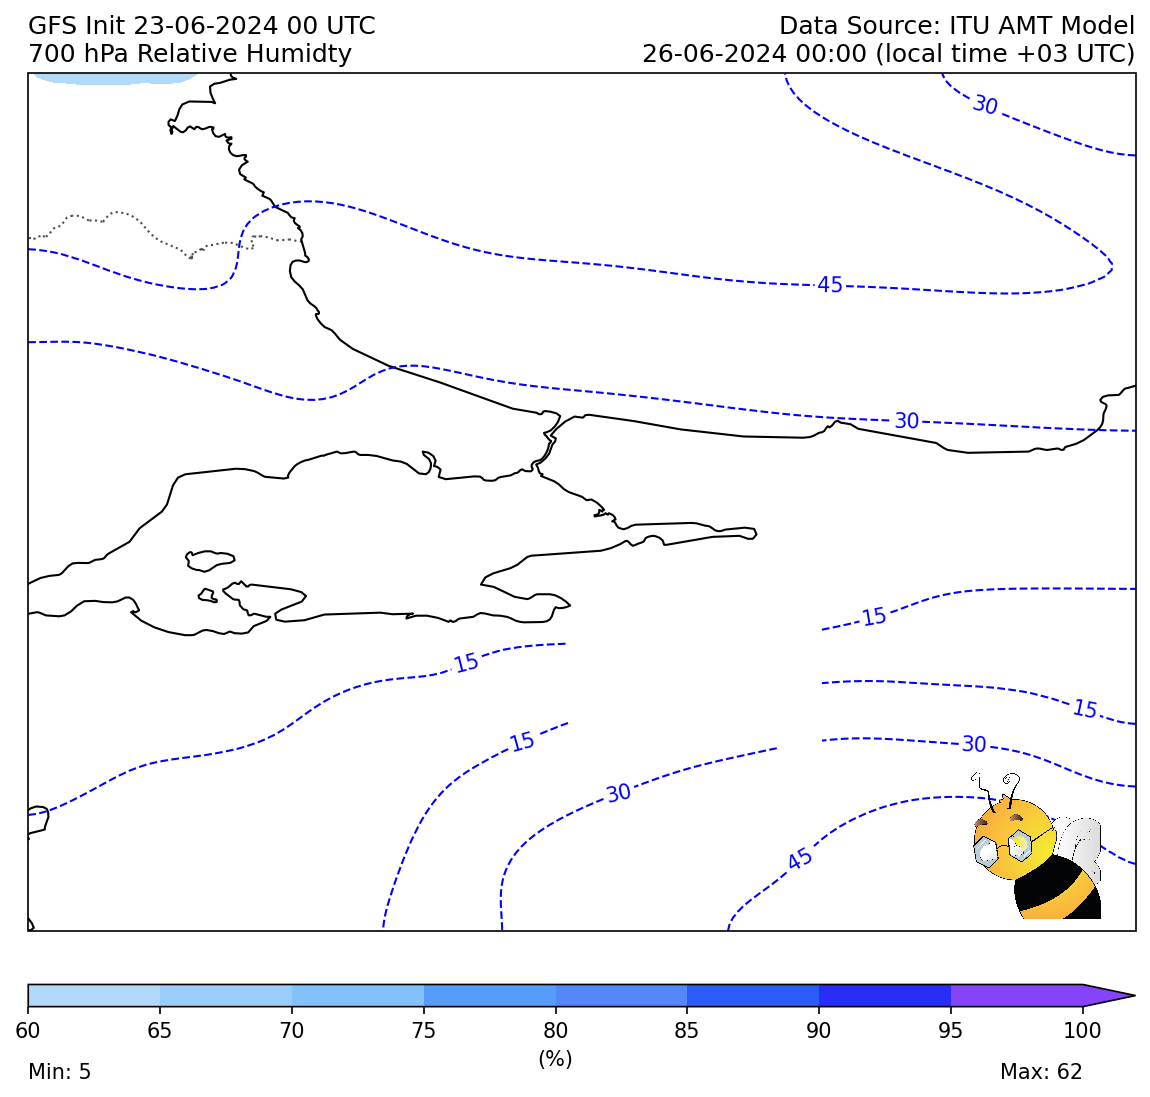 GFS Init 23-06-2024 00 UTC
Data Source: ITU AMT Model
700 hPa Relative Humidty
26-06-2024 00:00 (local time +03 UTC)
30
45
30
15
15
15
15
30
30
45
60 65 70 75 80 85 90 95 100
(%)
Min: 5
Max: 62